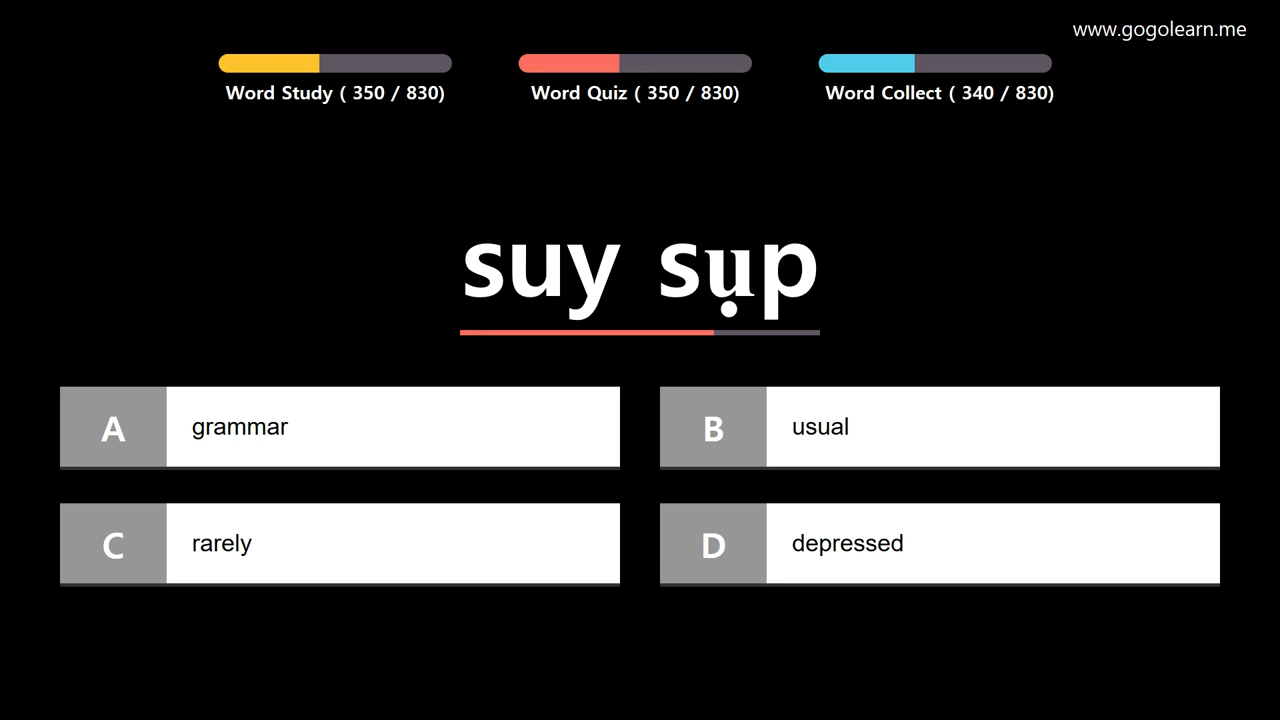 www.gogolearn.me
Word Study ( 350 / 830)
Word Quiz ( 350 / 830)
Word Collect ( 340 / 830)
suy sụp
A grammar
B usual
C rarely
D depressed